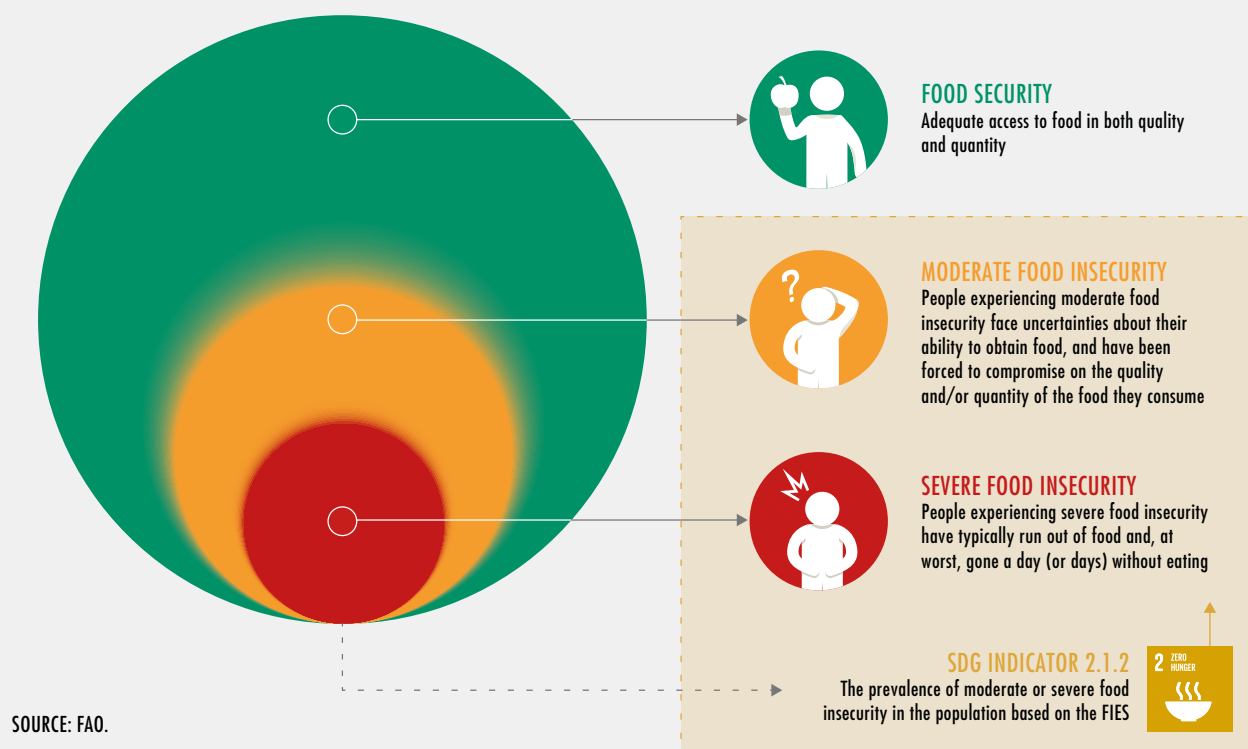 FOOD SECURITY
Adequate access to food in both quality
and quantity
?
MODERATE FOOD INSECURITY
People experiencing moderate food
insecurity face uncertainties about their
ability to obtain food, and have been
forced to compromise on the quality
and/or quantity of the food they consume
SEVERE FOOD INSECURITY
People experiencing severe food insecurity
have typically run out of food and, at
worst, gone a day (or days) without eating
SDG INDICATOR 2.1.2
The prevalence of moderate or severe food
insecurity in the population based on the FIES
2 ZERO
HUNGER
SOURCE: FAO.